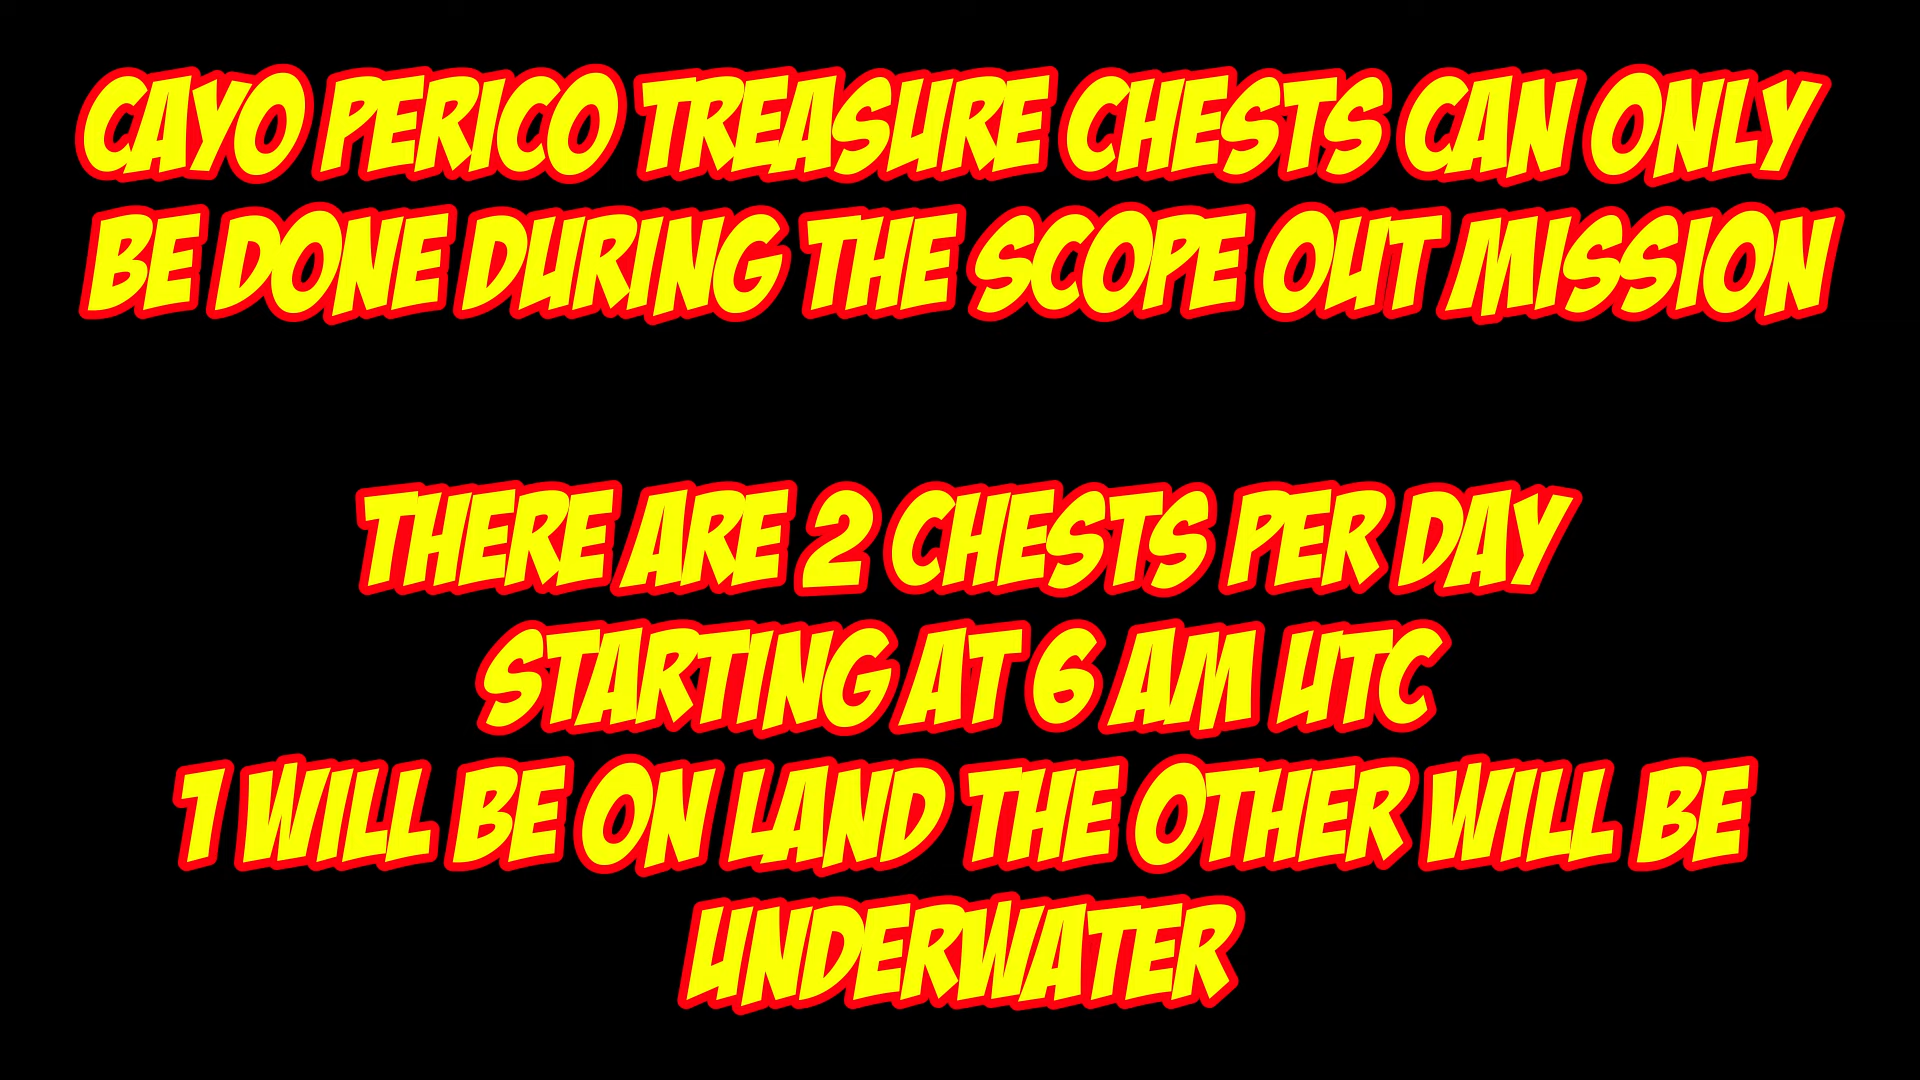 CAYO PERICO TREASURE CHESTS CAN ONLY
BE DONE DURING THE SCOPE OUT MISSION
THERE ARE 2 CHESTS PER DAY
STARTING AT 6 AM UTC
1 WILL BE ON LAND THE OTHER WILL BE
UNDERWATER